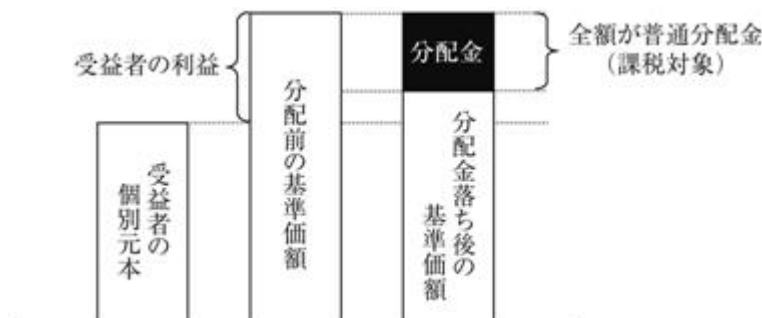 受益者の利益
受益者の
個別元本
分配前の基準価額
分配金
分配金落ち後の
基準価額
全額が普通分配金
（課税対象）